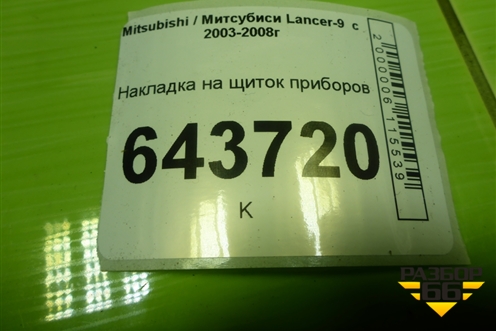 Mitsubishi / Митсубиси Lancer-9 с
2003-2008г
Накладка на щиток приборов
643720
К
2000006115539
РАЗБОР
66